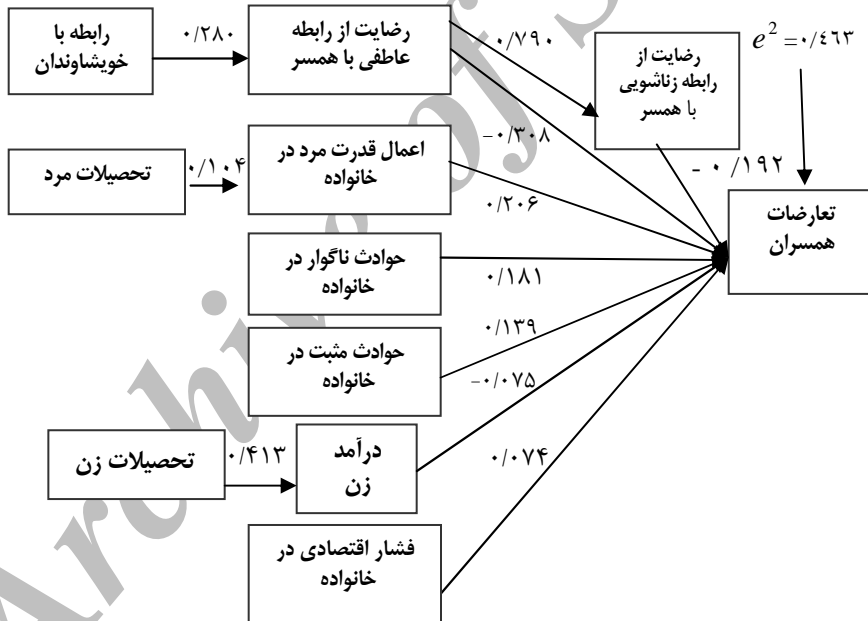 رابطه با
خویشاوندان
۰/۲۸۰
رضایت از رابطه
عاطفی با همسر
۰/۷۹۰
رضایت از
رابطه زناشویی
با همسر
e² =۰/٤٦٣
-۰/۳۰۸
- ۰/۱۹۲
تحصیلات مرد
۰/۱۰۴
اعمال قدرت مرد در
خانواده
۰/۲۰۶
تعارضات
همسران
حوادث ناگوار در
خانواده
۰/۱۸۱
حوادث مثبت در
خانواده
۰/۱۳۹
-۰/۰۷۵
تحصیلات زن
۰/۴۱۳
درآمد
زن
۰/۰۷۴
فشار اقتصادی در
خانواده
Archive of S